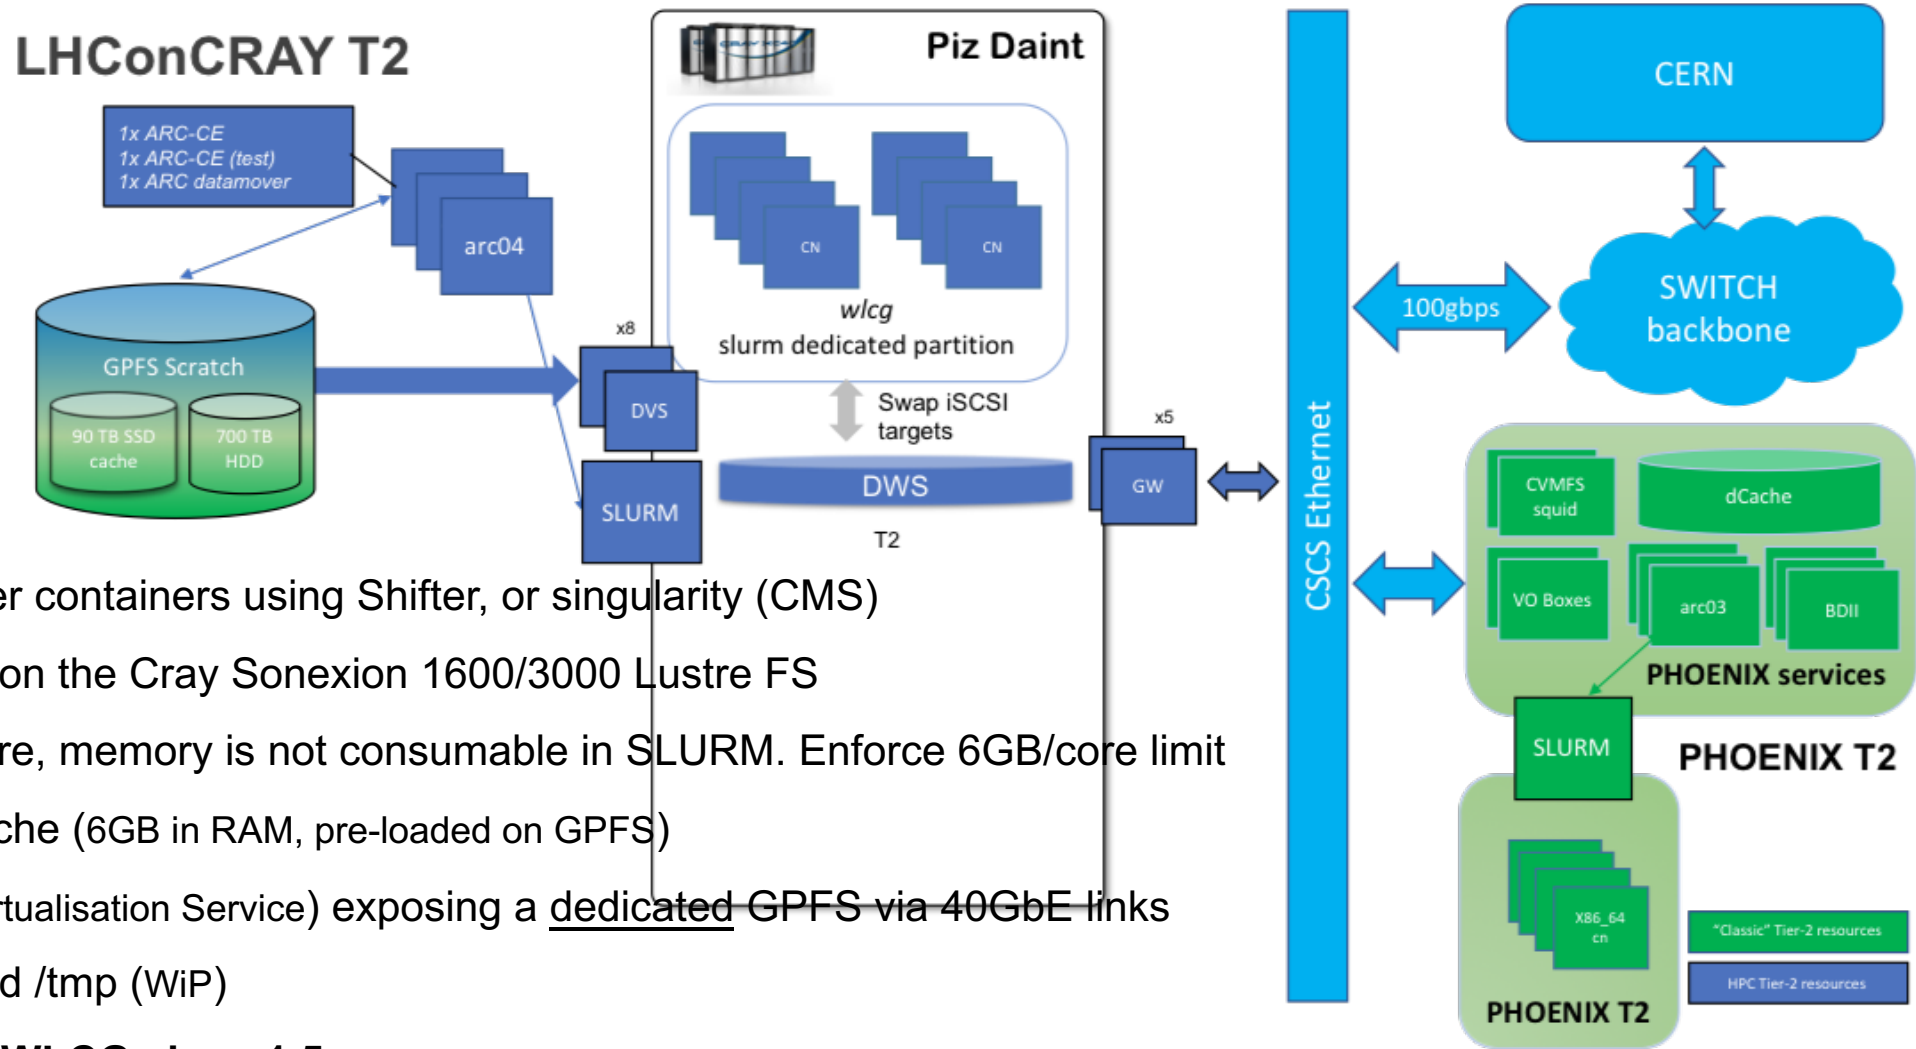 LHConCRAY T2
1x ARC-CE
1x ARC-CE (test)
1x ARC datamover
arc04
GPFS Scratch
90 TB SSD
cache
700 TB
HDD
x8
DVS
SLURM
Piz Daint
CRAY
CN
CN
wlcg
slurm dedicated partition
Swap iSCSI
targets
DWS
T2
x5
GW
CSCS Ethernet
CERN
100gbps
SWITCH
backbone
CVMFS
squid
dCache
VO Boxes
arc03
BDII
PHOENIX services
SLURM
PHOENIX T2
X86_64
cn
PHOENIX T2
"Classic" Tier-2 resources
HPC Tier-2 resources
er containers using Shifter, or singularity (CMS)
on the Cray Sonexion 1600/3000 Lustre FS
re, memory is not consumable in SLURM. Enforce 6GB/core limit
che (6GB in RAM, pre-loaded on GPFS)
rtualisation Service) exposing a dedicated GPFS via 40GbE links
d /tmp (WiP)